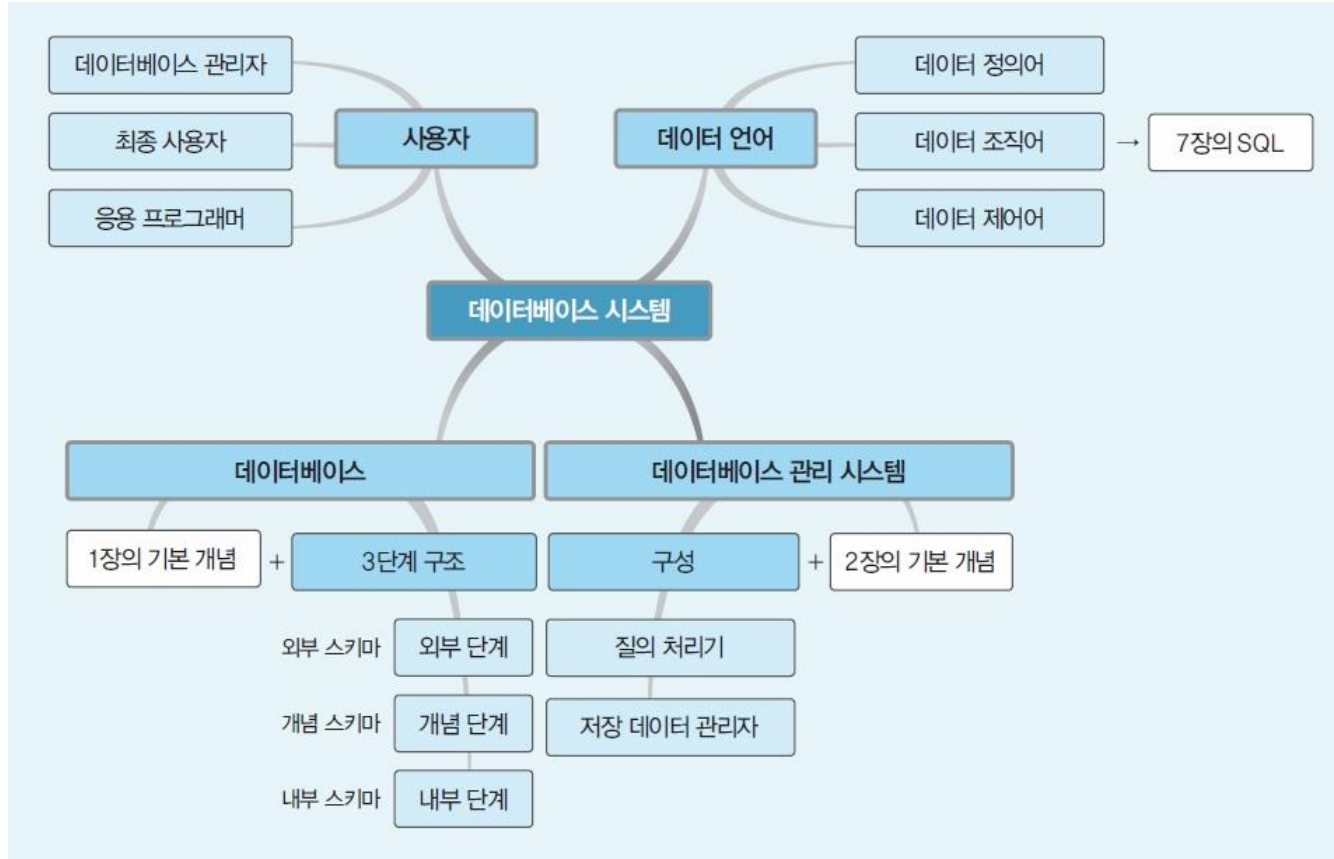 데이터베이스 관리자
최종 사용자
응용 프로그래머
사용자
데이터 언어
데이터 정의어
데이터 조직어
데이터 제어어
→
7장의 SQL
데이터베이스 시스템
데이터베이스
데이터베이스 관리 시스템
1장의 기본 개념
+
3단계 구조
구성
+
2장의 기본 개념
외부 스키마
외부 단계
개념 스키마
개념 단계
내부 스키마
내부 단계
질의 처리기
저장 데이터 관리자